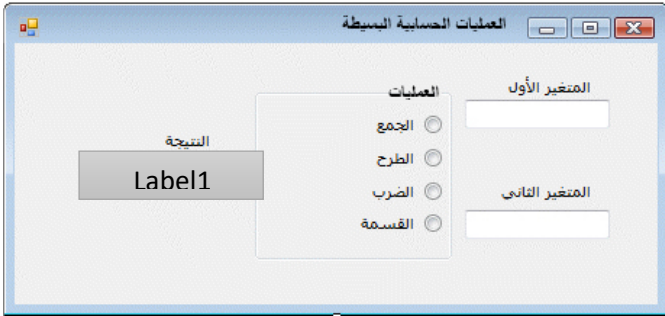 العمليات الحسابية البسيطة
المتغير الأول
العمليات
الجمع
النتيجة
الطرح
Label1
الضرب
المتغير الثاني
القسمة